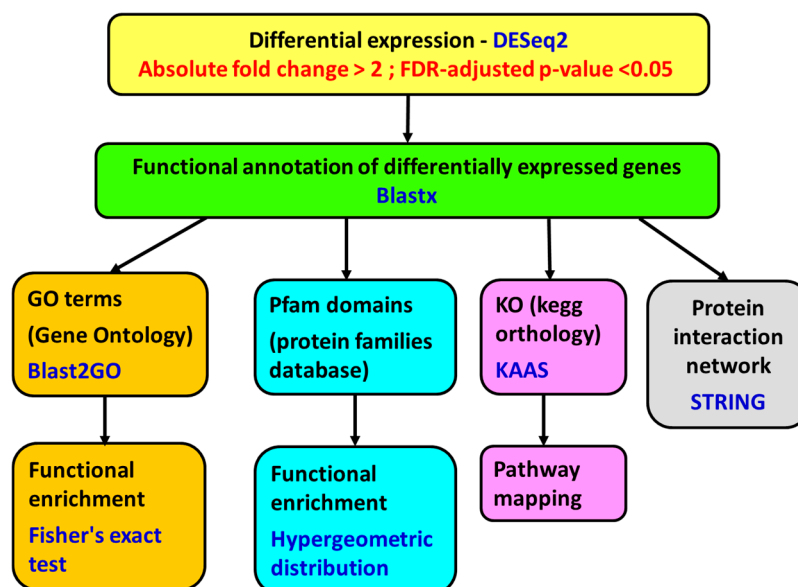 Differential expression - DESeq2
Absolute fold change > 2 ; FDR-adjusted p-value <0.05
Functional annotation of differentially expressed genes
Blastx
GO terms
(Gene Ontology)
Blast2GO
Pfam domains
(protein families
database)
KO (kegg
orthology)
KAAS
Protein
interaction
network
STRING
Functional
enrichment
Fisher's exact
test
Functional
enrichment
Hypergeometric
distribution
Pathway
mapping